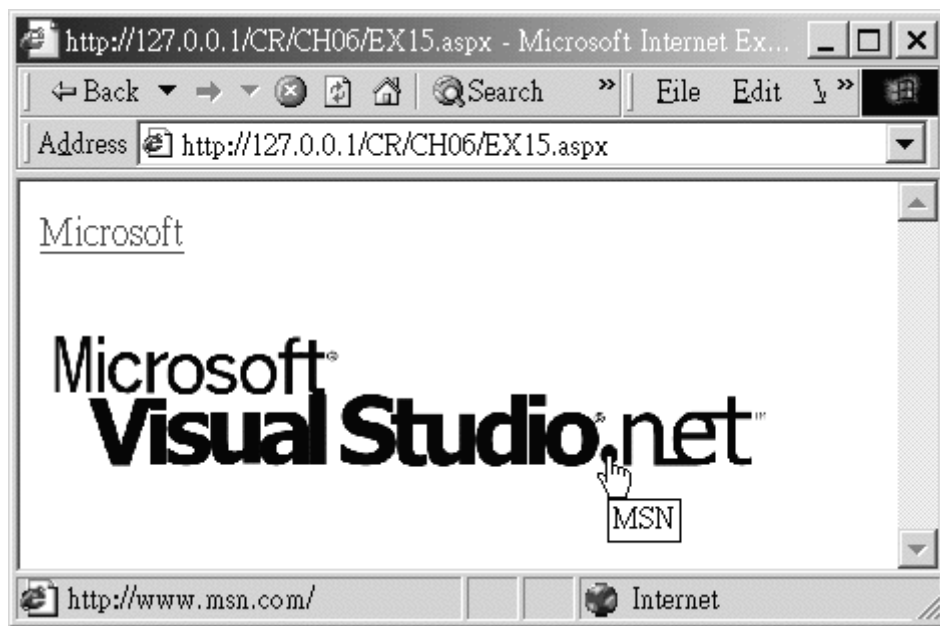 http://127.0.0.1/CR/CH06/EX15.aspx - Microsoft Internet Ex...
Back Search » File Edit V »
Address http://127.0.0.1/CR/CH06/EX15.aspx
Microsoft
Microsoft®
Visual Studio®.net™
MSN
http://www.msn.com/ Internet